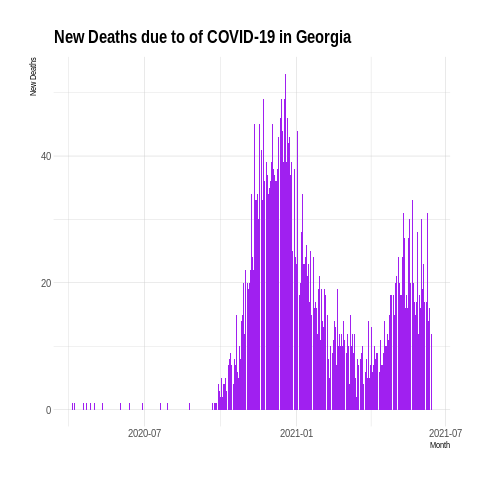 New Deaths due to of COVID-19 in Georgia
New Deaths
40
20
0
2020-07
2021-01
2021-07
Month